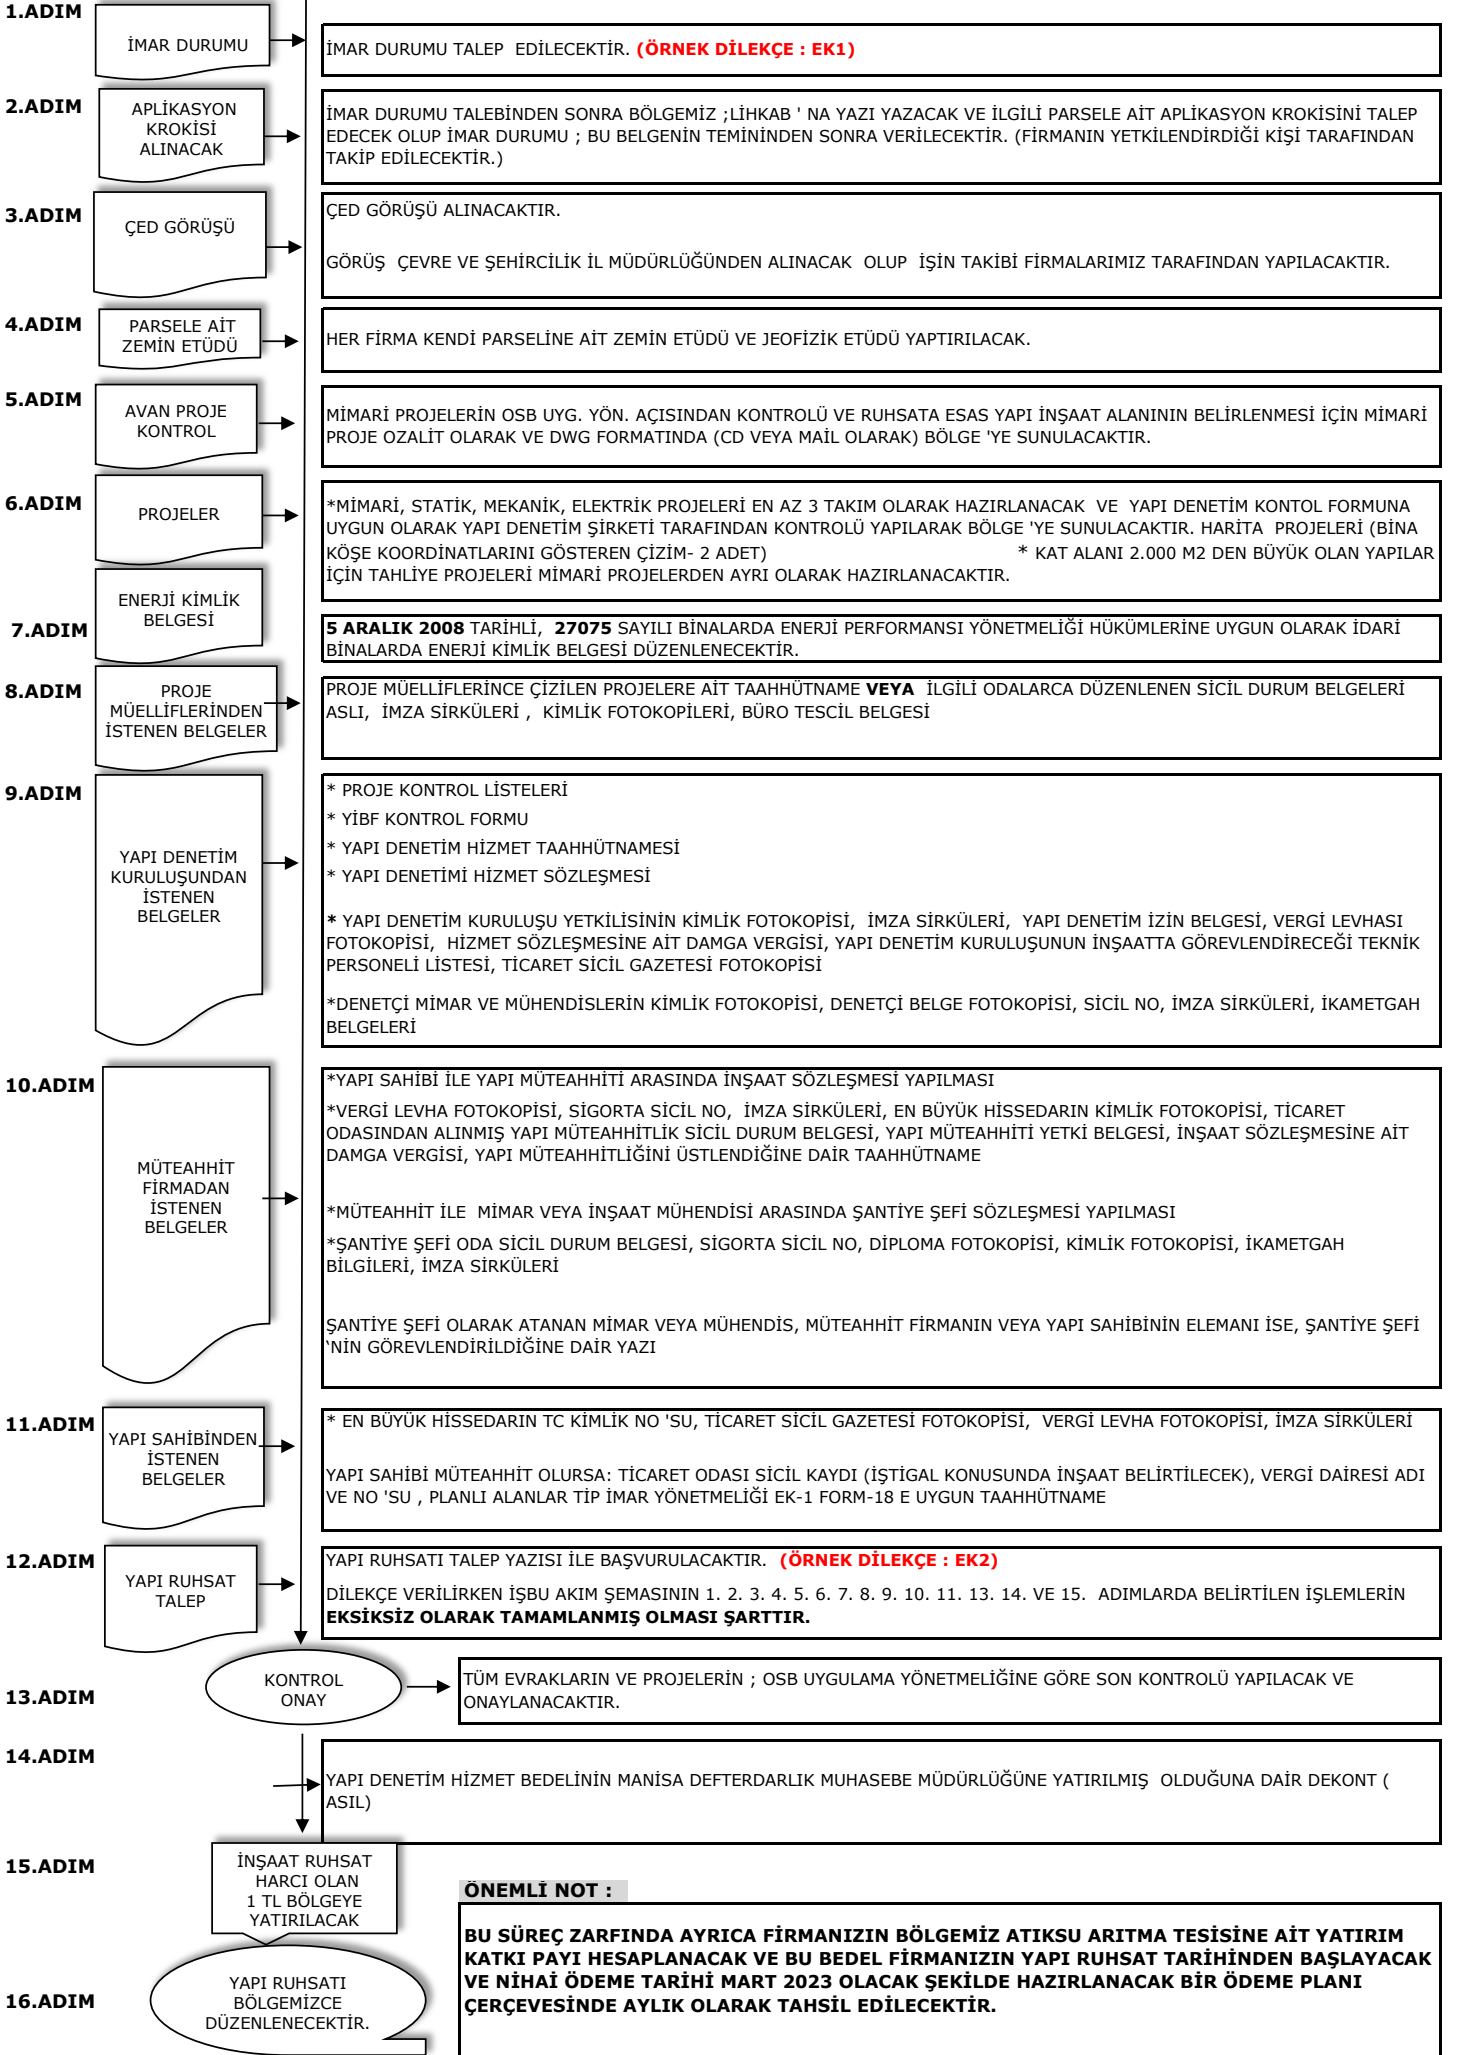 1.ADIM
İMAR DURUMU
İMAR DURUMU TALEP  EDİLECEKTİR. (ÖRNEK DİLEKÇE : EK1)
2.ADIM
APLİKASYON
KROKİSİ
ALINACAK
İMAR DURUMU TALEBİNDEN SONRA BÖLGEMİZ ;LİHKAB ' NA YAZI YAZACAK VE İLGİLİ PARSELE AİT APLİKASYON KROKİSİNİ TALEP
EDECEK OLUP İMAR DURUMU ; BU BELGENİN TEMİNİNDEN SONRA VERİLECEKTİR. (FİRMANIN YETKİLENDİRDİĞİ KİŞİ TARAFINDAN
TAKİP EDİLECEKTİR.)
3.ADIM
ÇED GÖRÜŞÜ
ÇED GÖRÜŞÜ ALINACAKTIR.
GÖRÜŞ  ÇEVRE VE ŞEHİRCİLİK İL MÜDÜRLÜĞÜNDEN ALINACAK  OLUP  İŞİN TAKİBİ FİRMALARIMIZ TARAFINDAN YAPILACAKTIR.
4.ADIM
PARSELE AİT
ZEMİN ETÜDÜ
HER FİRMA KENDİ PARSELİNE AİT ZEMİN ETÜDÜ VE JEOFİZİK ETÜDÜ YAPTIRILACAK.
5.ADIM
AVAN PROJE
KONTROL
MİMARİ PROJELERİN OSB UYG. YÖN. AÇISINDAN KONTROLÜ VE RUHSATA ESAS YAPI İNŞAAT ALANININ BELİRLENMESİ İÇİN MİMARİ
PROJE OZALİT OLARAK VE DWG FORMATINDA (CD VEYA MAİL OLARAK) BÖLGE 'YE SUNULACAKTIR.
6.ADIM
PROJELER
*MİMARİ, STATİK, MEKANİK, ELEKTRİK PROJELERİ EN AZ 3 TAKIM OLARAK HAZIRLANACAK  VE  YAPI DENETİM KONTOL FORMUNA
UYGUN OLARAK YAPI DENETİM ŞİRKETİ TARAFINDAN KONTROLÜ YAPILARAK BÖLGE 'YE SUNULACAKTIR. HARİTA  PROJELERİ (BİNA
KÖŞE KOORDİNATLARINI GÖSTEREN ÇİZİM- 2 ADET) * KAT ALANI 2.000 M2 DEN BÜYÜK OLAN YAPILAR
İÇİN TAHLİYE PROJELERİ MİMARİ PROJELERDEN AYRI OLARAK HAZIRLANACAKTIR.
7.ADIM
ENERJİ KİMLİK
BELGESİ
5 ARALIK 2008 TARİHLİ,  27075 SAYILI BİNALARDA ENERJİ PERFORMANSI YÖNETMELİĞİ HÜKÜMLERİNE UYGUN OLARAK İDARİ
BİNALARDA ENERJİ KİMLİK BELGESİ DÜZENLENECEKTİR.
8.ADIM
PROJE
MÜELLİFLERİNDEN
İSTENEN BELGELER
PROJE MÜELLİFLERİNCE ÇİZİLEN PROJELERE AİT TAAHHÜTNAME VEYA  İLGİLİ ODALARCA DÜZENLENEN SİCİL DURUM BELGELERİ
ASLI,  İMZA SİRKÜLERİ ,  KİMLİK FOTOKOPİLERİ, BÜRO TESCİL BELGESİ
9.ADIM
YAPI DENETİM
KURULUŞUNDAN
İSTENEN
BELGELER
* PROJE KONTROL LİSTELERİ
* YİBF KONTROL FORMU
* YAPI DENETİM HİZMET TAAHHÜTNAMESİ
* YAPI DENETİMİ HİZMET SÖZLEŞMESİ
* YAPI DENETİM KURULUŞU YETKİLİSİNİN KİMLİK FOTOKOPİSİ,  İMZA SİRKÜLERİ,  YAPI DENETİM İZİN BELGESİ, VERGİ LEVHASI
FOTOKOPİSİ,  HİZMET SÖZLEŞMESİNE AİT DAMGA VERGİSİ, YAPI DENETİM KURULUŞUNUN İNŞAATTA GÖREVLENDİRECEĞİ TEKNİK
PERSONELİ LİSTESİ, TİCARET SİCİL GAZETESİ FOTOKOPİSİ
*DENETÇİ MİMAR VE MÜHENDİSLERİN KİMLİK FOTOKOPİSİ, DENETÇİ BELGE FOTOKOPİSİ, SİCİL NO, İMZA SİRKÜLERİ, İKAMETGAH
BELGELERİ
10.ADIM
MÜTEAHHİT
FİRMADAN
İSTENEN
BELGELER
*YAPI SAHİBİ İLE YAPI MÜTEAHHİTİ ARASINDA İNŞAAT SÖZLEŞMESİ YAPILMASI
*VERGİ LEVHA FOTOKOPİSİ, SİGORTA SİCİL NO,  İMZA SİRKÜLERİ, EN BÜYÜK HİSSEDARIN KİMLİK FOTOKOPİSİ, TİCARET
ODASINDAN ALINMIŞ YAPI MÜTEAHHİTLİK SİCİL DURUM BELGESİ, YAPI MÜTEAHHİTİ YETKİ BELGESİ, İNŞAAT SÖZLEŞMESİNE AİT
DAMGA VERGİSİ, YAPI MÜTEAHHİTLİĞİNİ ÜSTLENDİĞİNE DAİR TAAHHÜTNAME
*MÜTEAHHİT İLE  MİMAR VEYA İNŞAAT MÜHENDİSİ ARASINDA ŞANTİYE ŞEFİ SÖZLEŞMESİ YAPILMASI
*ŞANTİYE ŞEFİ ODA SİCİL DURUM BELGESİ, SİGORTA SİCİL NO, DİPLOMA FOTOKOPİSİ, KİMLİK FOTOKOPİSİ, İKAMETGAH
BİLGİLERİ, İMZA SİRKÜLERİ
ŞANTİYE ŞEFİ OLARAK ATANAN MİMAR VEYA MÜHENDİS, MÜTEAHHİT FİRMANIN VEYA YAPI SAHİBİNİN ELEMANI İSE, ŞANTİYE ŞEFİ
‘NİN GÖREVLENDİRİLDİĞİNE DAİR YAZI
11.ADIM
YAPI SAHİBİNDEN
İSTENEN
BELGELER
* EN BÜYÜK HİSSEDARIN TC KİMLİK NO 'SU, TİCARET SİCİL GAZETESİ FOTOKOPİSİ,  VERGİ LEVHA FOTOKOPİSİ, İMZA SİRKÜLERİ
YAPI SAHİBİ MÜTEAHHİT OLURSA: TİCARET ODASI SİCİL KAYDI (İŞTİGAL KONUSUNDA İNŞAAT BELİRTİLECEK), VERGİ DAİRESİ ADI
VE NO 'SU , PLANLI ALANLAR TİP İMAR YÖNETMELİĞİ EK-1 FORM-18 E UYGUN TAAHHÜTNAME
12.ADIM
YAPI RUHSAT
TALEP
YAPI RUHSATI TALEP YAZISI İLE BAŞVURULACAKTIR.  (ÖRNEK DİLEKÇE : EK2)
DİLEKÇE VERİLİRKEN İŞBU AKIM ŞEMASININ 1. 2. 3. 4. 5. 6. 7. 8. 9. 10. 11. 13. 14. VE 15.  ADIMLARDA BELİRTİLEN İŞLEMLERİN
EKSİKSİZ OLARAK TAMAMLANMIŞ OLMASI ŞARTTIR.
13.ADIM
KONTROL
ONAY
TÜM EVRAKLARIN VE PROJELERİN ; OSB UYGULAMA YÖNETMELİĞİNE GÖRE SON KONTROLÜ YAPILACAK VE
ONAYLANACAKTIR.
14.ADIM
YAPI DENETİM HİZMET BEDELİNİN MANİSA DEFTERDARLIK MUHASEBE MÜDÜRLÜĞÜNE YATIRILMIŞ  OLDUĞUNA DAİR DEKONT (
ASIL)
15.ADIM
İNŞAAT RUHSAT
HARCI OLAN
1 TL BÖLGEYE
YATIRILACAK
ÖNEMLİ NOT :
BU SÜREÇ ZARFINDA AYRICA FİRMANIZIN BÖLGEMİZ ATIKSU ARITMA TESİSİNE AİT YATIRIM
KATKI PAYI HESAPLANACAK VE BU BEDEL FİRMANIZIN YAPI RUHSAT TARİHİNDEN BAŞLAYACAK
VE NİHAİ ÖDEME TARİHİ MART 2023 OLACAK ŞEKİLDE HAZIRLANACAK BİR ÖDEME PLANI
ÇERÇEVESİNDE AYLIK OLARAK TAHSİL EDİLECEKTİR.
16.ADIM
YAPI RUHSATI
BÖLGEMİZCE
DÜZENLENECEKTİR.